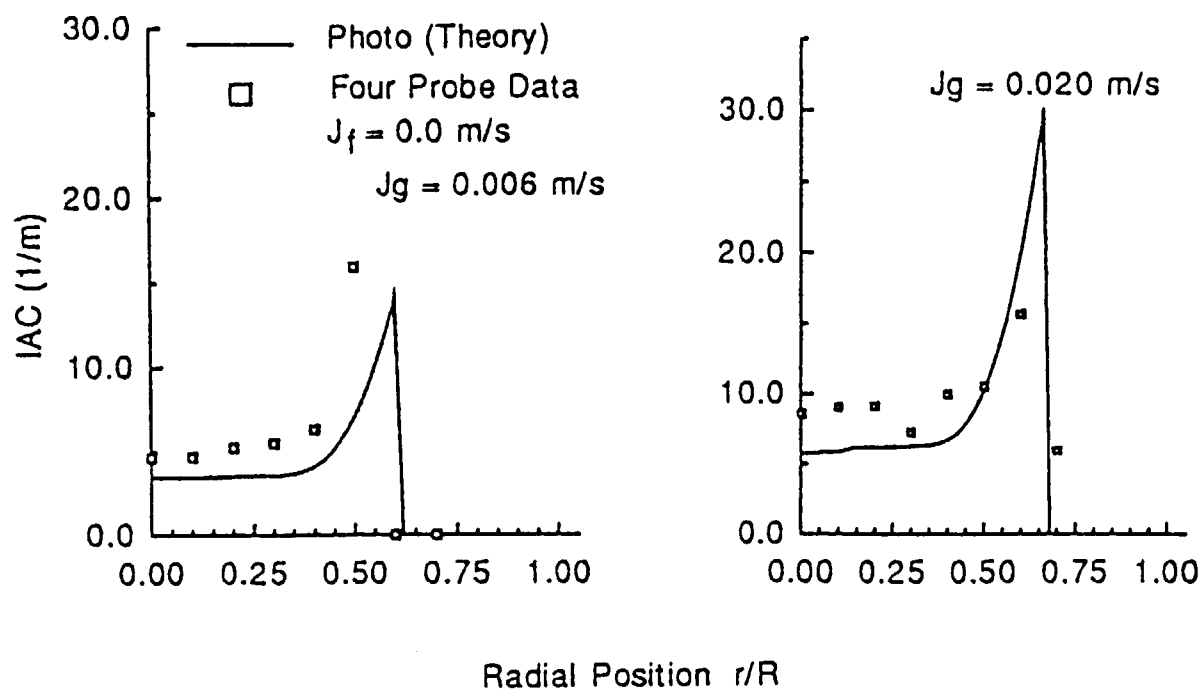 30.0
Photo (Theory)
Four Probe Data
Jf = 0.0 m/s
Jg = 0.006 m/s
20.0
10.0
0.0
IAC (1/m)
0.00 0.25 0.50 0.75 1.00
Jg = 0.020 m/s
30.0
20.0
10.0
0.0
0.00 0.25 0.50 0.75 1.00
Radial Position r/R